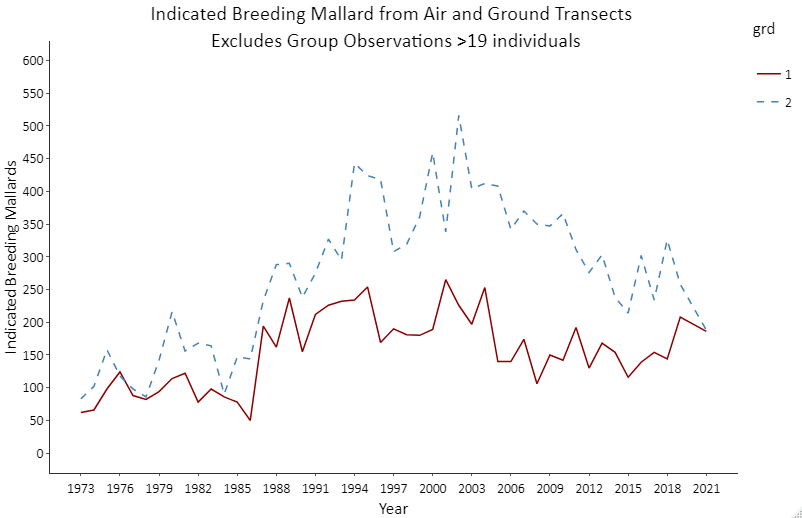 Indicated Breeding Mallard from Air and Ground Transects
Excludes Group Observations >19 individuals
grd
1
2
Indicated Breeding Mallards
600
550
500
450
400
350
300
250
200
150
100
50
0
1973 1976 1979 1982 1985 1988 1991 1994 1997 2000 2003 2006 2009 2012 2015 2018 2021
Year